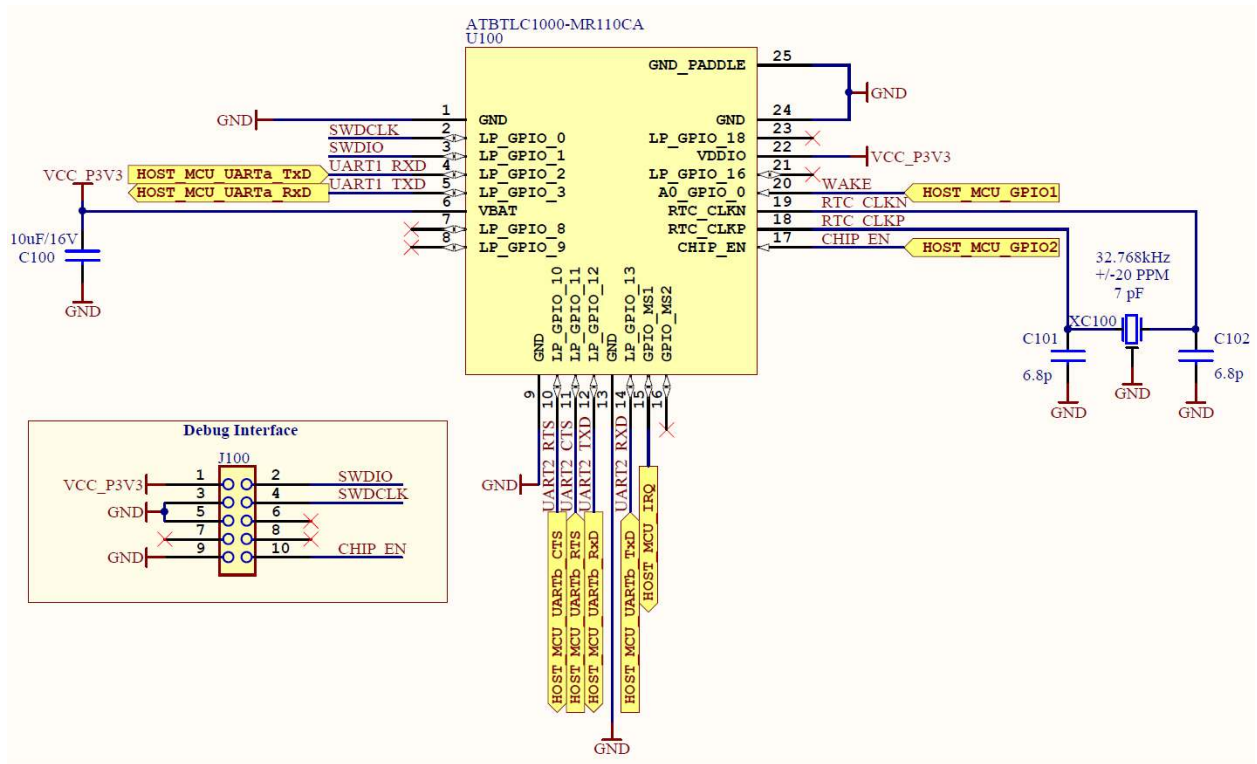 ATBTLC1000-MR110CA
U100
25
GND_PADDLE
GND
24
GND
23
LP_GPIO_18
22
VDDIO
VCC_P3V3
21
LP_GPIO_16
20
A0_GPIO_0
WAKE
HOST_MCU_GPIO1
19
RTC_CLKN
RTC_CLKN
18
RTC_CLKP
RTC_CLKP
17
CHIP_EN
CHIP_EN
HOST_MCU_GPIO2
GND
1
GND
SWDCLK
2
LP_GPIO_0
SWDIO
3
LP_GPIO_1
HOST_MCU_UARTa_TxD
UART1_RXD
4
LP_GPIO_2
HOST_MCU_UARTa_RxD
UART1_TXD
5
LP_GPIO_3
VCC_P3V3
6
VBAT
7
LP_GPIO_8
8
LP_GPIO_9
10uF/16V
C100
GND
32.768kHz
+/-20 PPM
7 pF
XC100
C101
6.8p
GND
GND
C102
6.8p
GND
GND
LP_GPIO_10
LP_GPIO_11
LP_GPIO_12
GND
LP_GPIO_13
GPIO_MS1
GPIO_MS2
9
10
11
12
13
14
15
16
UART2_RTS
UART2_CTS
UART2_TXD
UART2_RXD
GND
HOST_MCU_UARTb_CTS
HOST_MCU_UARTb_RTS
HOST_MCU_UARTb_RxD
HOST_MCU_UARTb_TxD
HOST_MCU_IRQ
GND
Debug Interface
J100
VCC_P3V3
1
2
SWDIO
3
4
SWDCLK
GND
5
6
7
8
GND
9
10
CHIP_EN